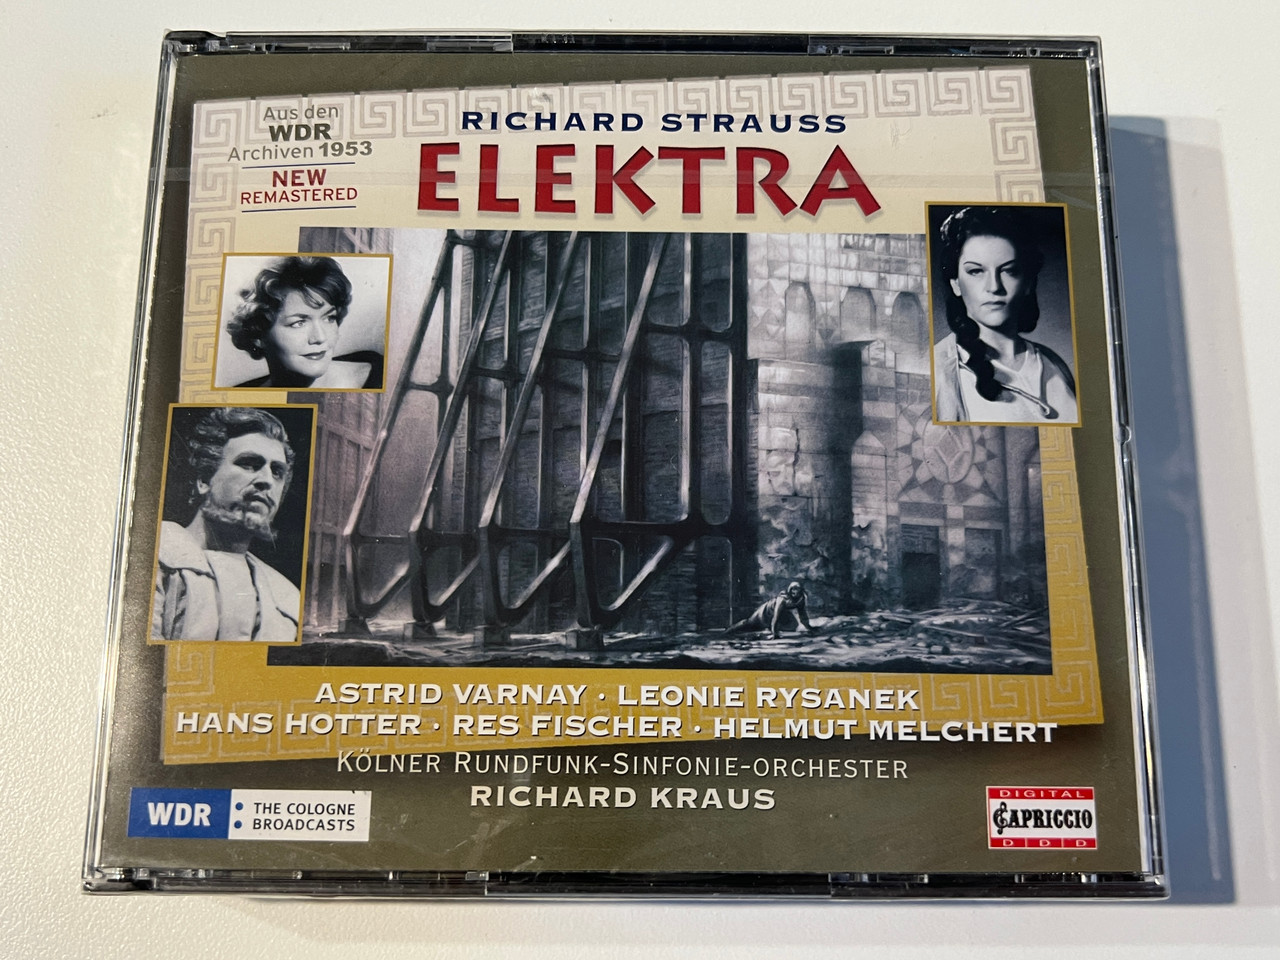 Aus den
WDR
Archiven 1953
NEW
REMASTERED
RICHARD STRAUSS
ELEKTRA
ASTRID VARNAY · LEONIE RYSANEK
HANS HOTTER · RES FISCHER · HELMUT MELCHERT
KÖLNER RUNDFUNK-SINFONIE-ORCHESTER
RICHARD KRAUS
WDR : THE COLOGNE
BROADCASTS
DIGITAL
CAPRICCIO
D D D